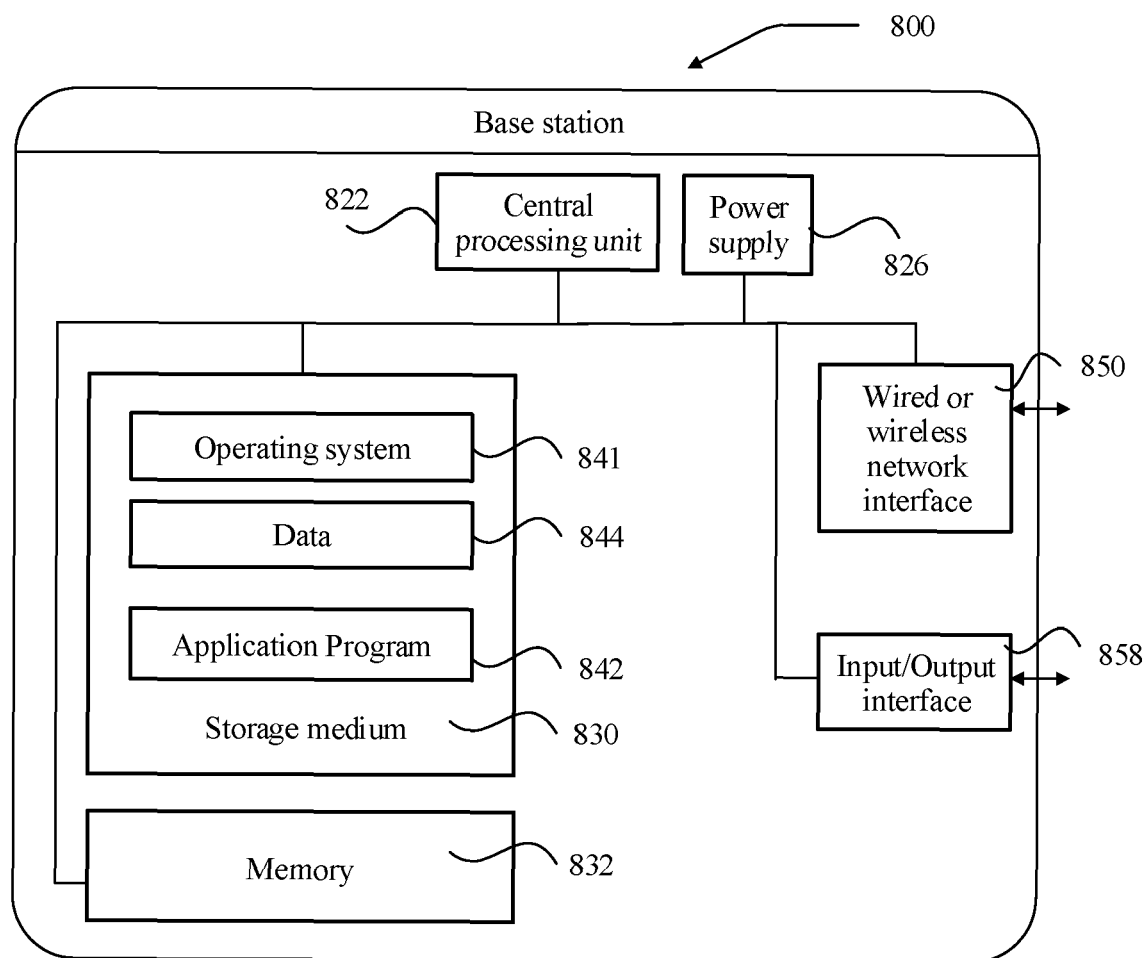 800
Base station
822
Central
processing unit
Power
supply
826
850
Wired or
wireless
network
interface
Operating system
841
Data
844
Application Program
842
Storage medium
830
858
Input/Output
interface
Memory
832